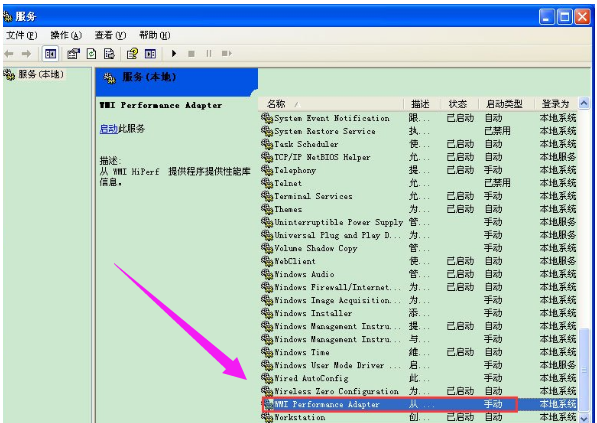 服务
文件(F) 操作(A) 查看(V) 帮助(H)
服务(本地)
服务(本地)
WMI Performance Adapter
启动此服务
描述:
从 WMI HiPerf 提供程序提供性能库
信息。
名称 描述 状态 启动类型 登录为
System Event Notification 跟... 已启动 自动 本地系统
System Restore Service 执... 已禁用 本地系统
Task Scheduler 使... 已启动 自动 本地系统
TCP/IP NetBIOS Helper 允... 已启动 自动 本地服务
Telephony 提... 已启动 手动 本地系统
Telnet 允... 已禁用 本地系统
Terminal Services 允... 已启动 手动 本地系统
Themes 为... 已启动 自动 本地系统
Uninterruptible Power Supply 管... 手动 本地服务
Universal Plug and Play D... 为... 手动 本地服务
Volume Shadow Copy 管... 手动 本地系统
WebClient 使... 已启动 自动 本地服务
Windows Audio 管... 已启动 自动 本地系统
Windows Firewall/Internet... 为... 已启动 自动 本地系统
Windows Image Acquisition... 为... 手动 本地系统
Windows Installer 添... 手动 本地系统
Windows Management Instru... 提... 已启动 自动 本地系统
Windows Management Instru... 与... 手动 本地系统
Windows Time 维... 已启动 自动 本地系统
Windows User Mode Driver ... 启... 手动 本地服务
Wired AutoConfig 此... 手动 本地系统
Wireless Zero Configuration 为... 已启动 自动 本地系统
WMI Performance Adapter 从... 手动 本地系统
Workstation 创... 已启动 自动 本地系统